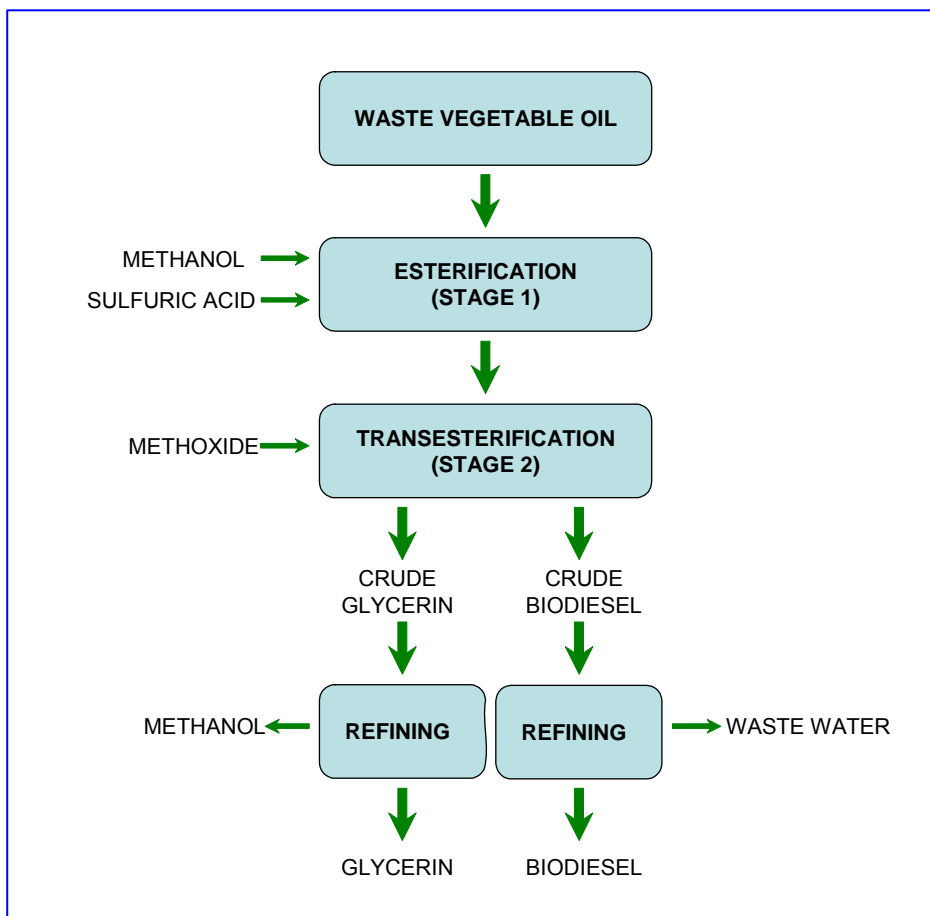 WASTE VEGETABLE OIL
METHANOL
SULFURIC ACID
ESTERIFICATION
(STAGE 1)
METHOXIDE
TRANSESTERIFICATION
(STAGE 2)
CRUDE
GLYCERIN
CRUDE
BIODIESEL
METHANOL
REFINING
REFINING
WASTE WATER
GLYCERIN
BIODIESEL